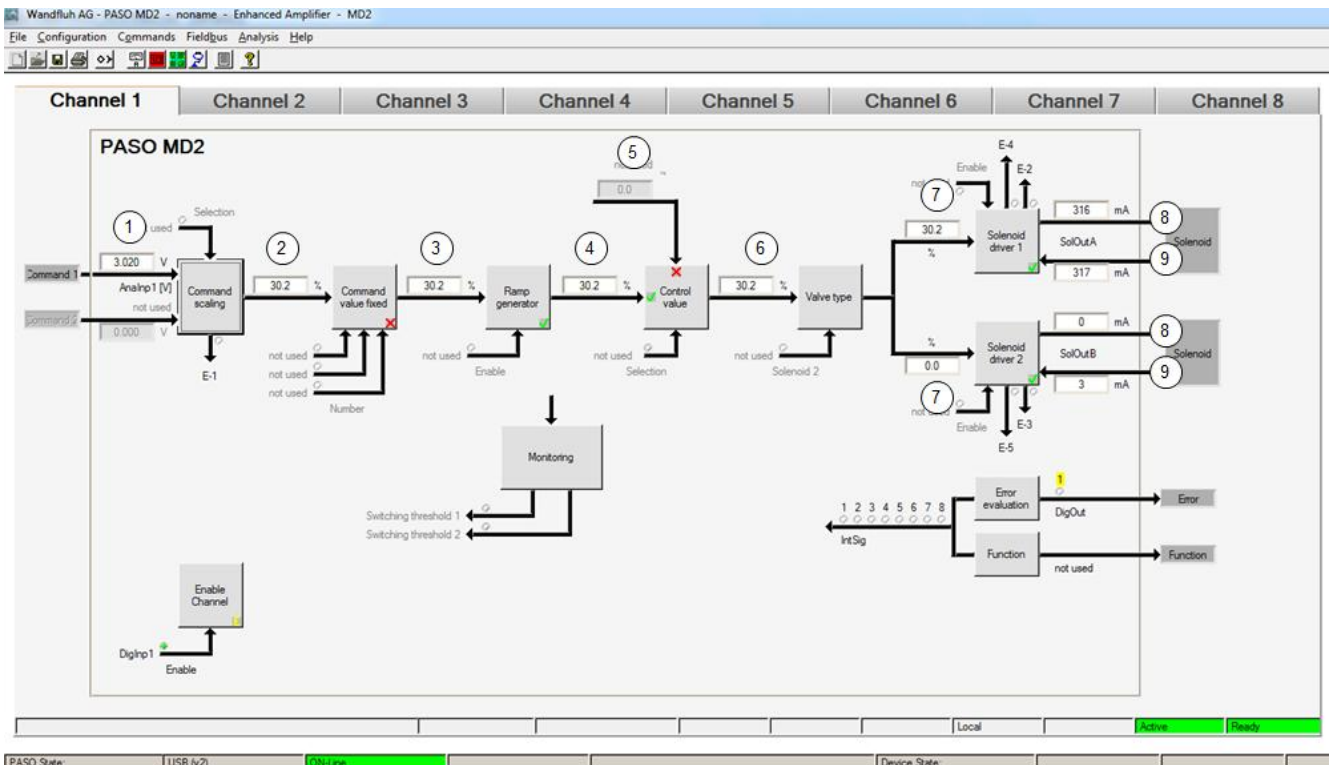 Wandfluh AG - PASO MD2 - noname - Enhanced Amplifier - MD2
File Configuration Commands Fieldbus Analysis Help
Channel 1 Channel 2 Channel 3 Channel 4 Channel 5 Channel 6 Channel 7 Channel 8
PASO MD2
1
used
Selection
Command 1
3.020 V
AnaInp1 [V]
not used
Command 2
0.000 V
Command scaling
E-1
2
30.2 %
Command value fixed
not used
not used
not used
Number
3
30.2 %
Ramp generator
not used
Enable
4
30.2 %
5
0.0
Control value
not used
Selection
6
30.2 %
Valve type
not used
Solenoid 2
7
Enable
30.2
%
E-4
E-2
Solenoid driver 1
316 mA
SolOutA
317 mA
8
9
Solenoid
%
0.0
7
Enable
Solenoid driver 2
E-3
E-5
0 mA
SolOutB
3 mA
8
9
Solenoid
Monitoring
Switching threshold 1
Switching threshold 2
1 2 3 4 5 6 7 8
IntSig
Error evaluation
1
DigOut
Error
Function
not used
Function
Enable Channel
DigInp1
Enable
Local
Active
Ready
PASO State:
USB (v2)
ON-Line
Device State: